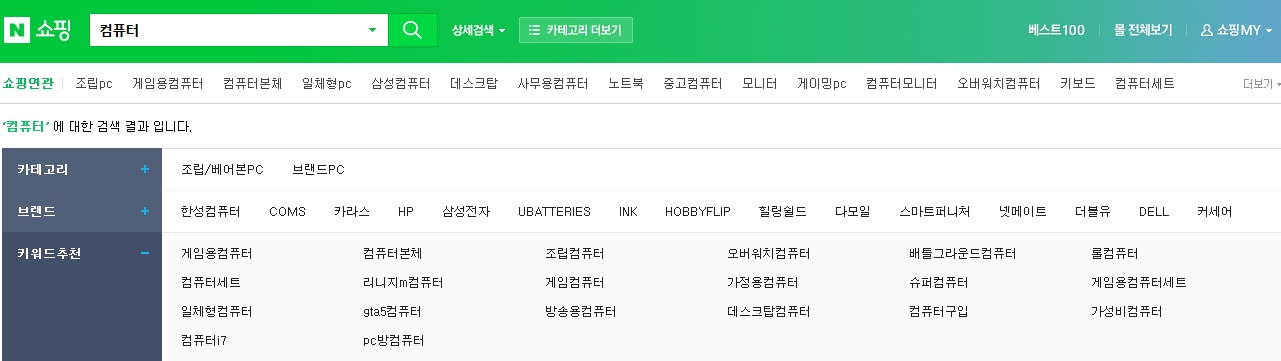 N 쇼핑 컴퓨터 상세검색 카테고리 더보기 베스트100 몰 전체보기 쇼핑MY
쇼핑연관 조립pc 게임용컴퓨터 컴퓨터본체 일체형pc 삼성컴퓨터 데스크탑 사무용컴퓨터 노트북 중고컴퓨터 모니터 게이밍pc 컴퓨터모니터 오버워치컴퓨터 키보드 컴퓨터세트 더보기
‘컴퓨터’ 에 대한 검색 결과 입니다.
카테고리 + 조립/베어본PC 브랜드PC
브랜드 + 한성컴퓨터 COMS 카라스 HP 삼성전자 UBATTERIES INK HOBBYFLIP 힐링쉴드 다모일 스마트퍼니처 넷메이트 더블유 DELL 커세어
키워드추천 − 게임용컴퓨터 컴퓨터본체 조립컴퓨터 오버워치컴퓨터 배틀그라운드컴퓨터 롤컴퓨터
컴퓨터세트 리니지m컴퓨터 게임컴퓨터 가정용컴퓨터 슈퍼컴퓨터 게임용컴퓨터세트
일체형컴퓨터 gta5컴퓨터 방송용컴퓨터 데스크탑컴퓨터 컴퓨터구입 가성비컴퓨터
컴퓨터i7 pc방컴퓨터